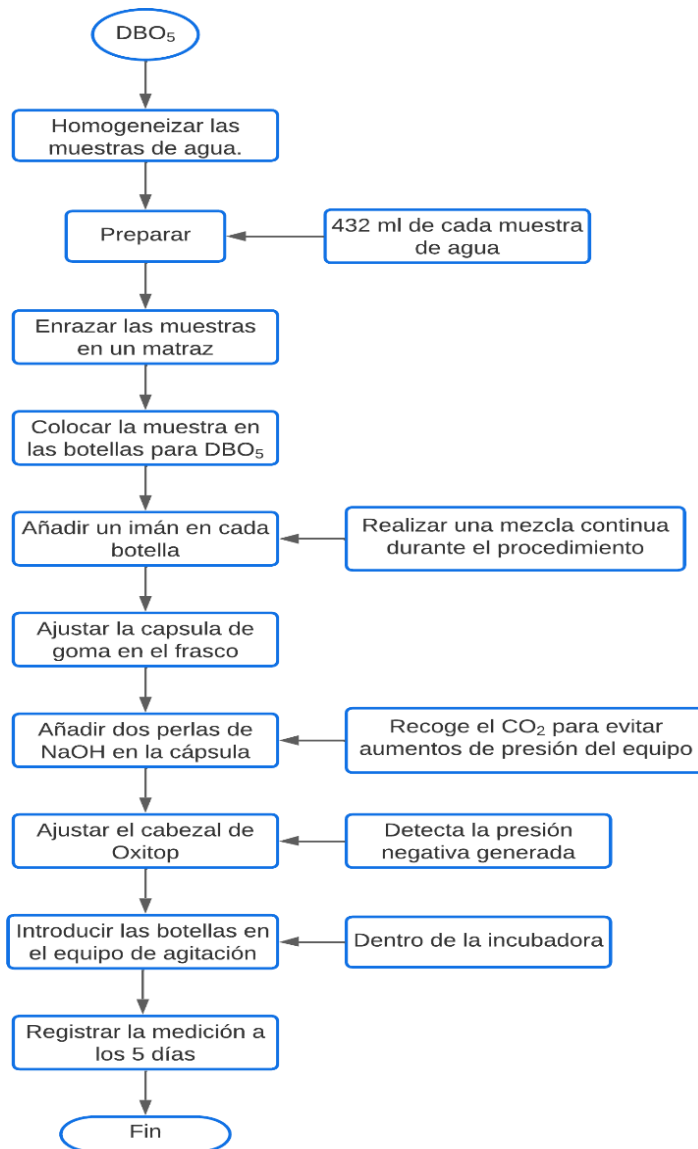 DBO₅
Homogeneizar las
muestras de agua.
Preparar
432 ml de cada muestra
de agua
Enrazar las muestras
en un matraz
Colocar la muestra en
las botellas para DBO₅
Añadir un imán en cada
botella
Realizar una mezcla continua
durante el procedimiento
Ajustar la capsula de
goma en el frasco
Añadir dos perlas de
NaOH en la cápsula
Recoge el CO₂ para evitar
aumentos de presión del equipo
Ajustar el cabezal de
Oxitop
Detecta la presión
negativa generada
Introducir las botellas en
el equipo de agitación
Dentro de la incubadora
Registrar la medición a
los 5 días
Fin